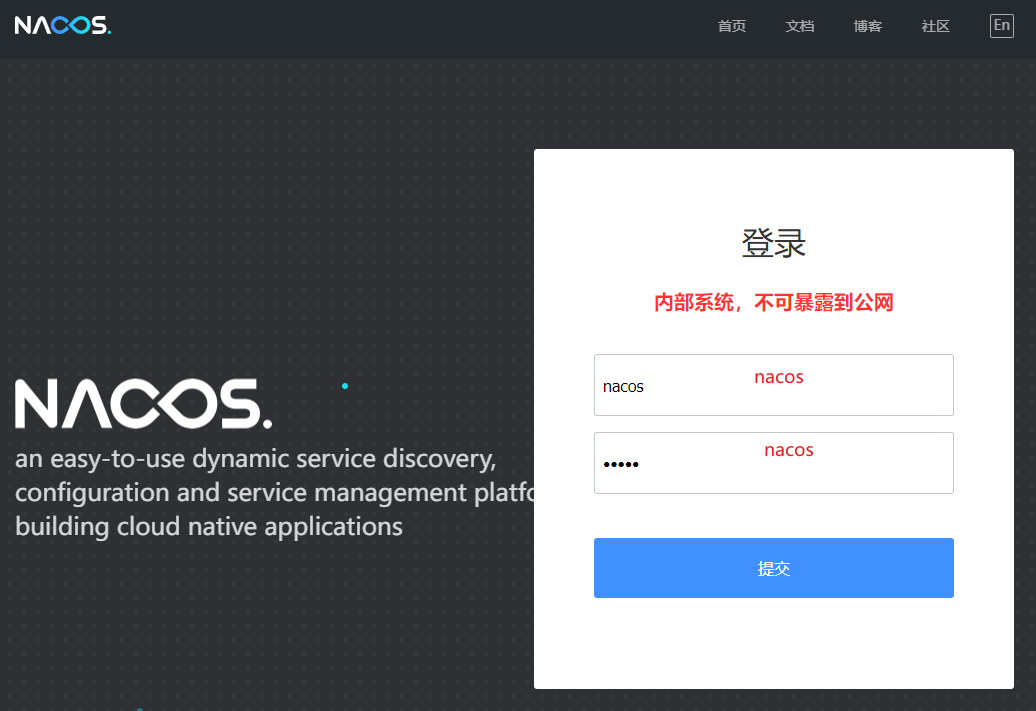 NACOS.
首页 文档 博客 社区 En
登录
内部系统，不可暴露到公网
nacos nacos
••••• nacos
提交
NACOS.
an easy-to-use dynamic service discovery,
configuration and service management platfo
building cloud native applications